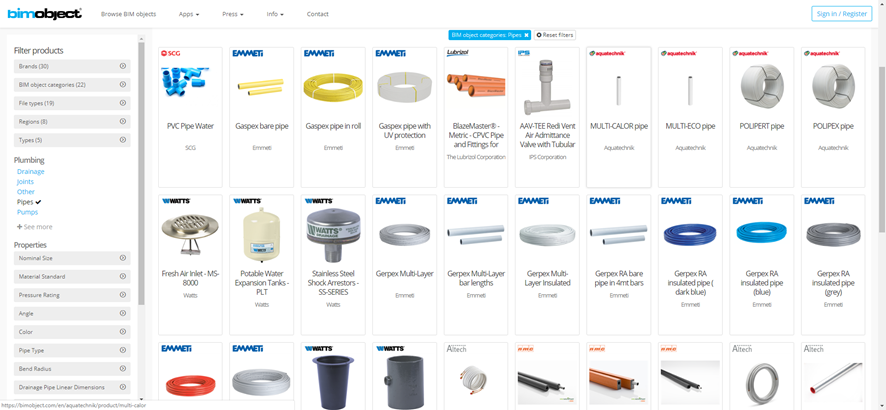 bimobject
Browse BIM objects
Apps
Press
Info
Contact
Sign in / Register
BIM object categories: Pipes ×
Reset filters
Filter products
Brands (30)
BIM object categories (22)
File types (19)
Regions (8)
Types (5)
Plumbing
Drainage
Joints
Other
Pipes
Pumps
See more
Properties
Nominal Size
Material Standard
Pressure Rating
Angle
Color
Pipe Type
Bend Radius
Drainage Pipe Linear Dimensions
SCG
PVC Pipe Water
SCG
EMMETI
Gaspex bare pipe
Emmeti
EMMETI
Gaspex pipe in roll
Emmeti
EMMETI
Gaspex pipe with
UV protection
Emmeti
Lubrizol
BlazeMaster® -
Metric - CPVC Pipe
and Fittings for
The Lubrizol Corporation
IPS
AAV-TEE Redi Vent
Air Admittance
Valve with Tubular
IPS Corporation
aquatechnik
MULTI-CALOR pipe
Aquatechnik
aquatechnik
MULTI-ECO pipe
Aquatechnik
aquatechnik
POLIPERT pipe
Aquatechnik
aquatechnik
POLIPEX pipe
Aquatechnik
WATTS
Fresh Air Inlet - MS-
8000
Watts
WATTS
Potable Water
Expansion Tanks -
PLT
Watts
WATTS
Stainless Steel
Shock Arrestors -
SS-SERIES
Watts
EMMETI
Gerpex Multi-Layer
Emmeti
EMMETI
Gerpex Multi-Layer
bar lengths
Emmeti
EMMETI
Gerpex Multi-
Layer Insulated
Emmeti
EMMETI
Gerpex RA bare
pipe in 4mt bars
Emmeti
EMMETI
Gerpex RA
insulated pipe (
dark blue)
Emmeti
EMMETI
Gerpex RA
insulated pipe
(blue)
Emmeti
EMMETI
Gerpex RA
insulated pipe
(grey)
Emmeti
EMMETI
EMMETI
WATTS
WATTS
Altech
Altech
Altech
https://bimobject.com/en/aquatechnik/product/multi-calor